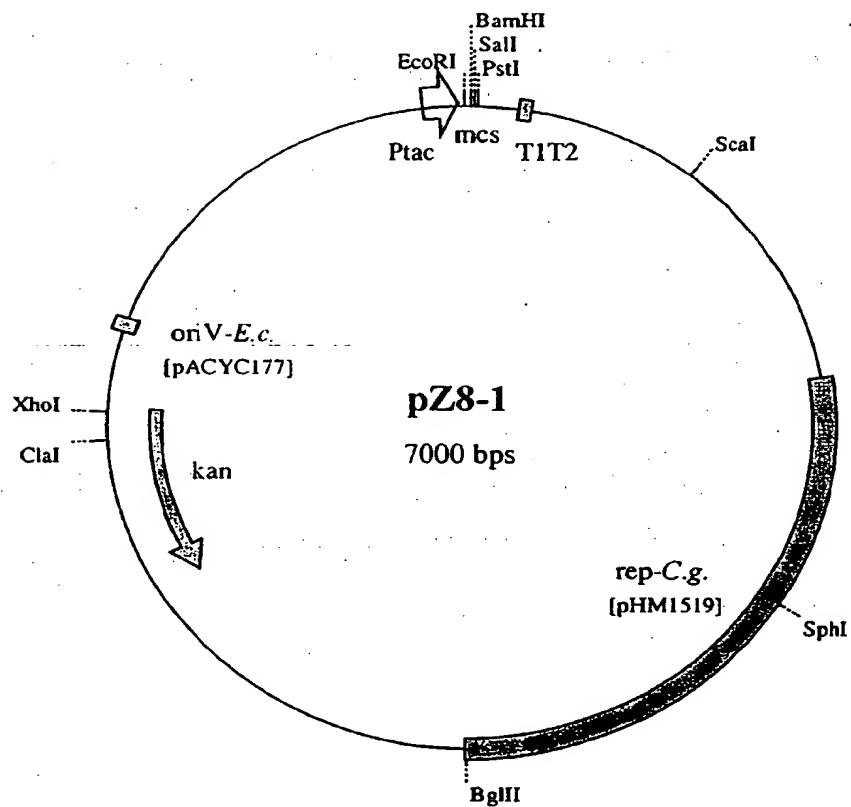 BamHI
SalI
EcoRI
PstI
Ptac
mcs
T1T2
ScaI
oriV-E.c.
[pACYC177]
XhoI
ClaI
pZ8-1
7000 bps
kan
rep-C.g.
[pHM1519]
SphI
BglII